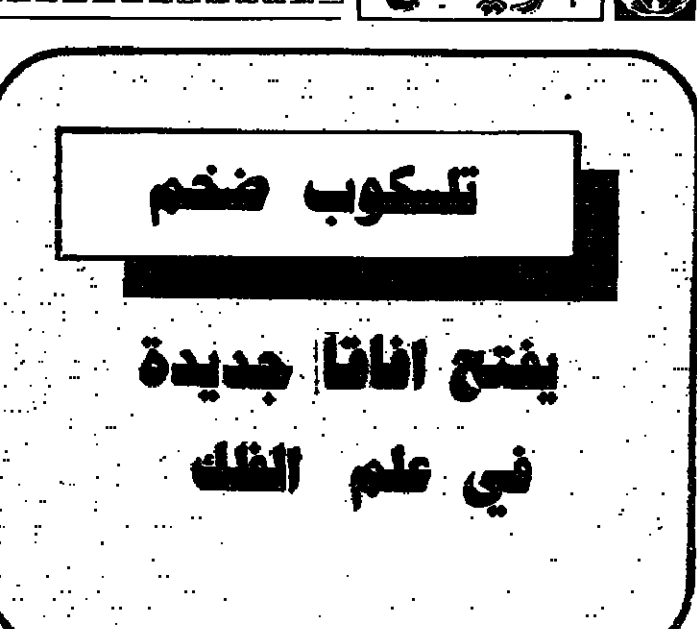 تلسكوب ضخم
يفتح افاقا جديدة
في علم الفلك